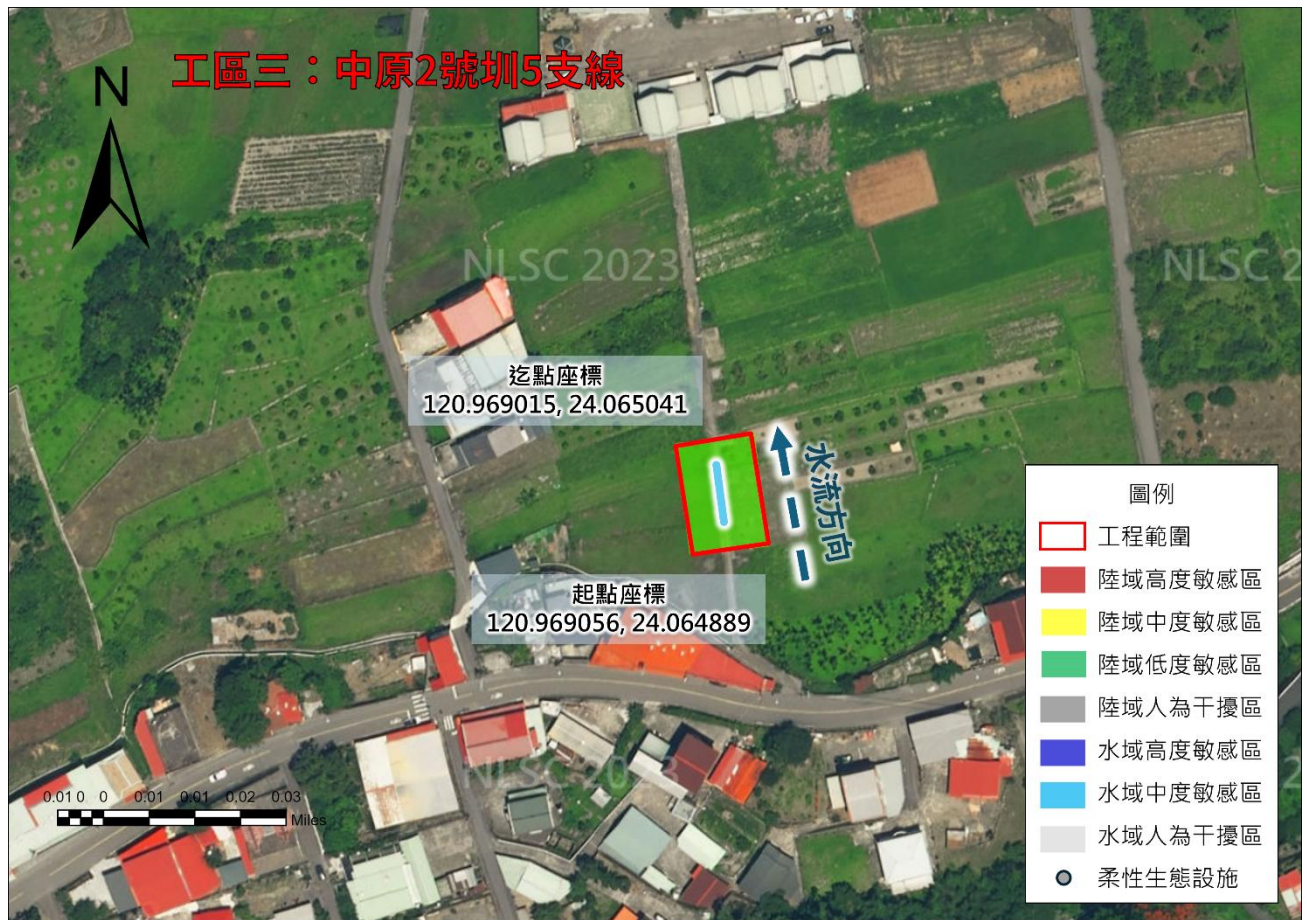 工區三：中原2號圳5支線
N
NLSC 2023
NLSC 2
迄點座標
120.969015, 24.065041
水流方向
起點座標
120.969056, 24.064889
圖例
工程範圍
陸域高度敏感區
陸域中度敏感區
陸域低度敏感區
陸域人為干擾區
水域高度敏感區
水域中度敏感區
水域人為干擾區
柔性生態設施
NLSC 2023
0.01 0 0 0.01 0.01 0.02 0.03
Miles